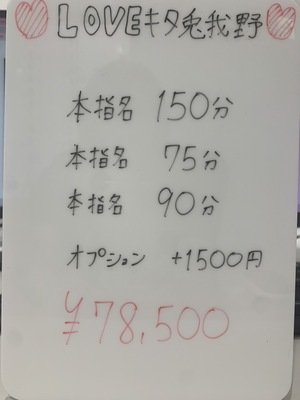 LOVEキタ兎我野
本指名 150分
本指名 75分
本指名 90分
オプション +1500円
¥78,500